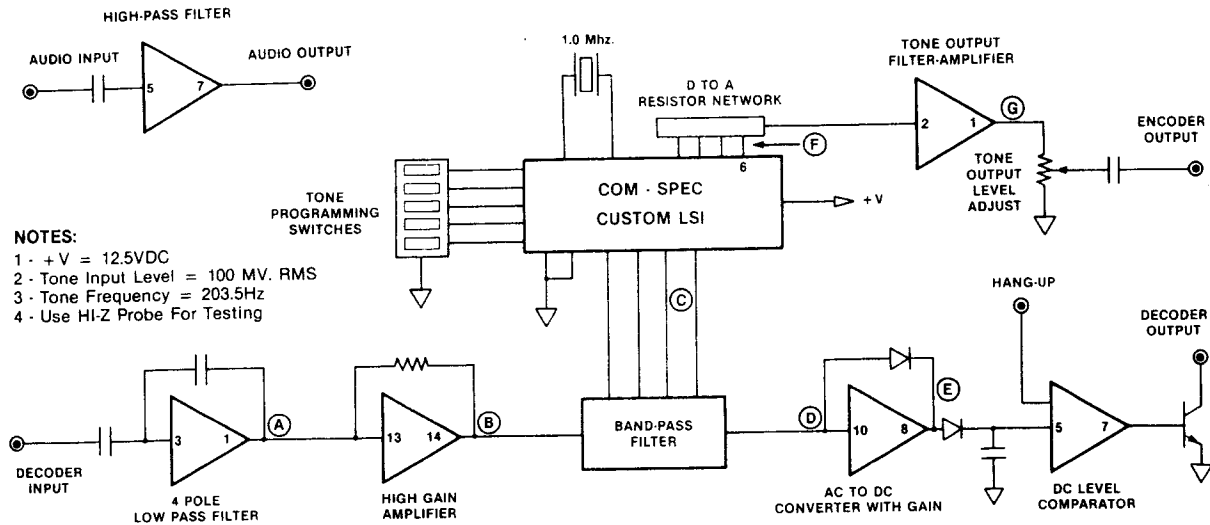 HIGH-PASS FILTER
AUDIO INPUT
AUDIO OUTPUT
5
7
1.0 Mhz.
D TO A
RESISTOR NETWORK
F
6
TONE OUTPUT
FILTER-AMPLIFIER
2
1
G
TONE
OUTPUT
LEVEL
ADJUST
ENCODER
OUTPUT
TONE
PROGRAMMING
SWITCHES
COM - SPEC
CUSTOM LSI
+V
NOTES:
1 - +V = 12.5VDC
2 - Tone Input Level = 100 MV. RMS
3 - Tone Frequency = 203.5Hz
4 - Use HI-Z Probe For Testing
C
HANG-UP
DECODER
OUTPUT
DECODER
INPUT
3
1
A
4 POLE
LOW PASS FILTER
13
14
B
HIGH GAIN
AMPLIFIER
BAND-PASS
FILTER
D
10
8
E
AC TO DC
CONVERTER WITH GAIN
5
7
DC LEVEL
COMPARATOR